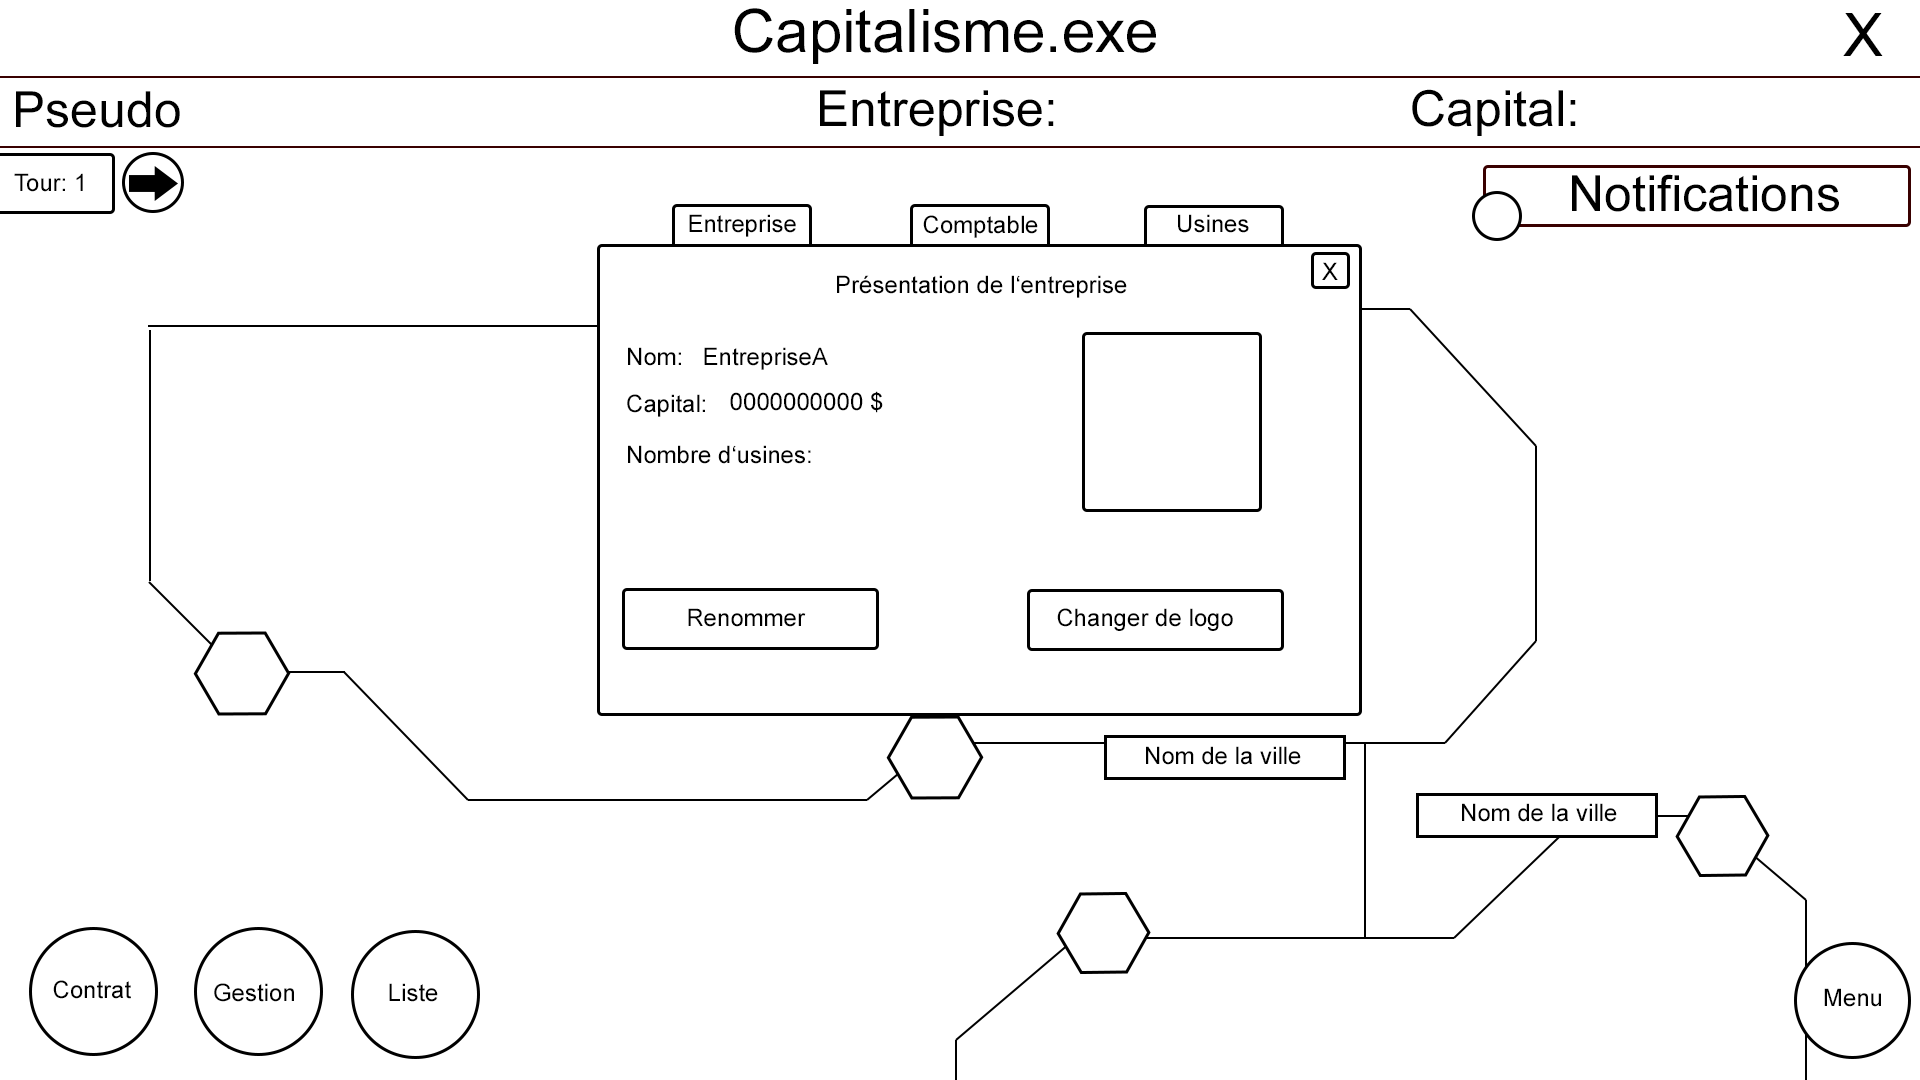 Capitalisme.exe
X
Pseudo
Entreprise:
Capital:
Tour: 1
Notifications
Entreprise
Comptable
Usines
X
Présentation de l‘entreprise
Nom: EntrepriseA
Capital: 0000000000 $
Nombre d‘usines:
Renommer
Changer de logo
Nom de la ville
Nom de la ville
Contrat
Gestion
Liste
Menu